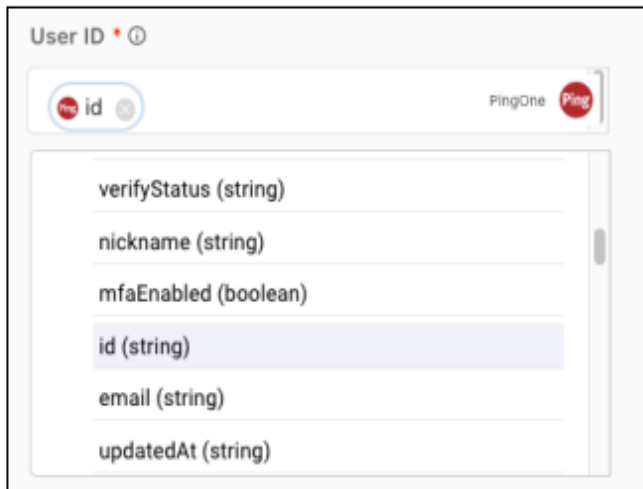 User ID *
Ping id PingOne Ping
verifyStatus (string)
nickname (string)
mfaEnabled (boolean)
id (string)
email (string)
updatedAt (string)